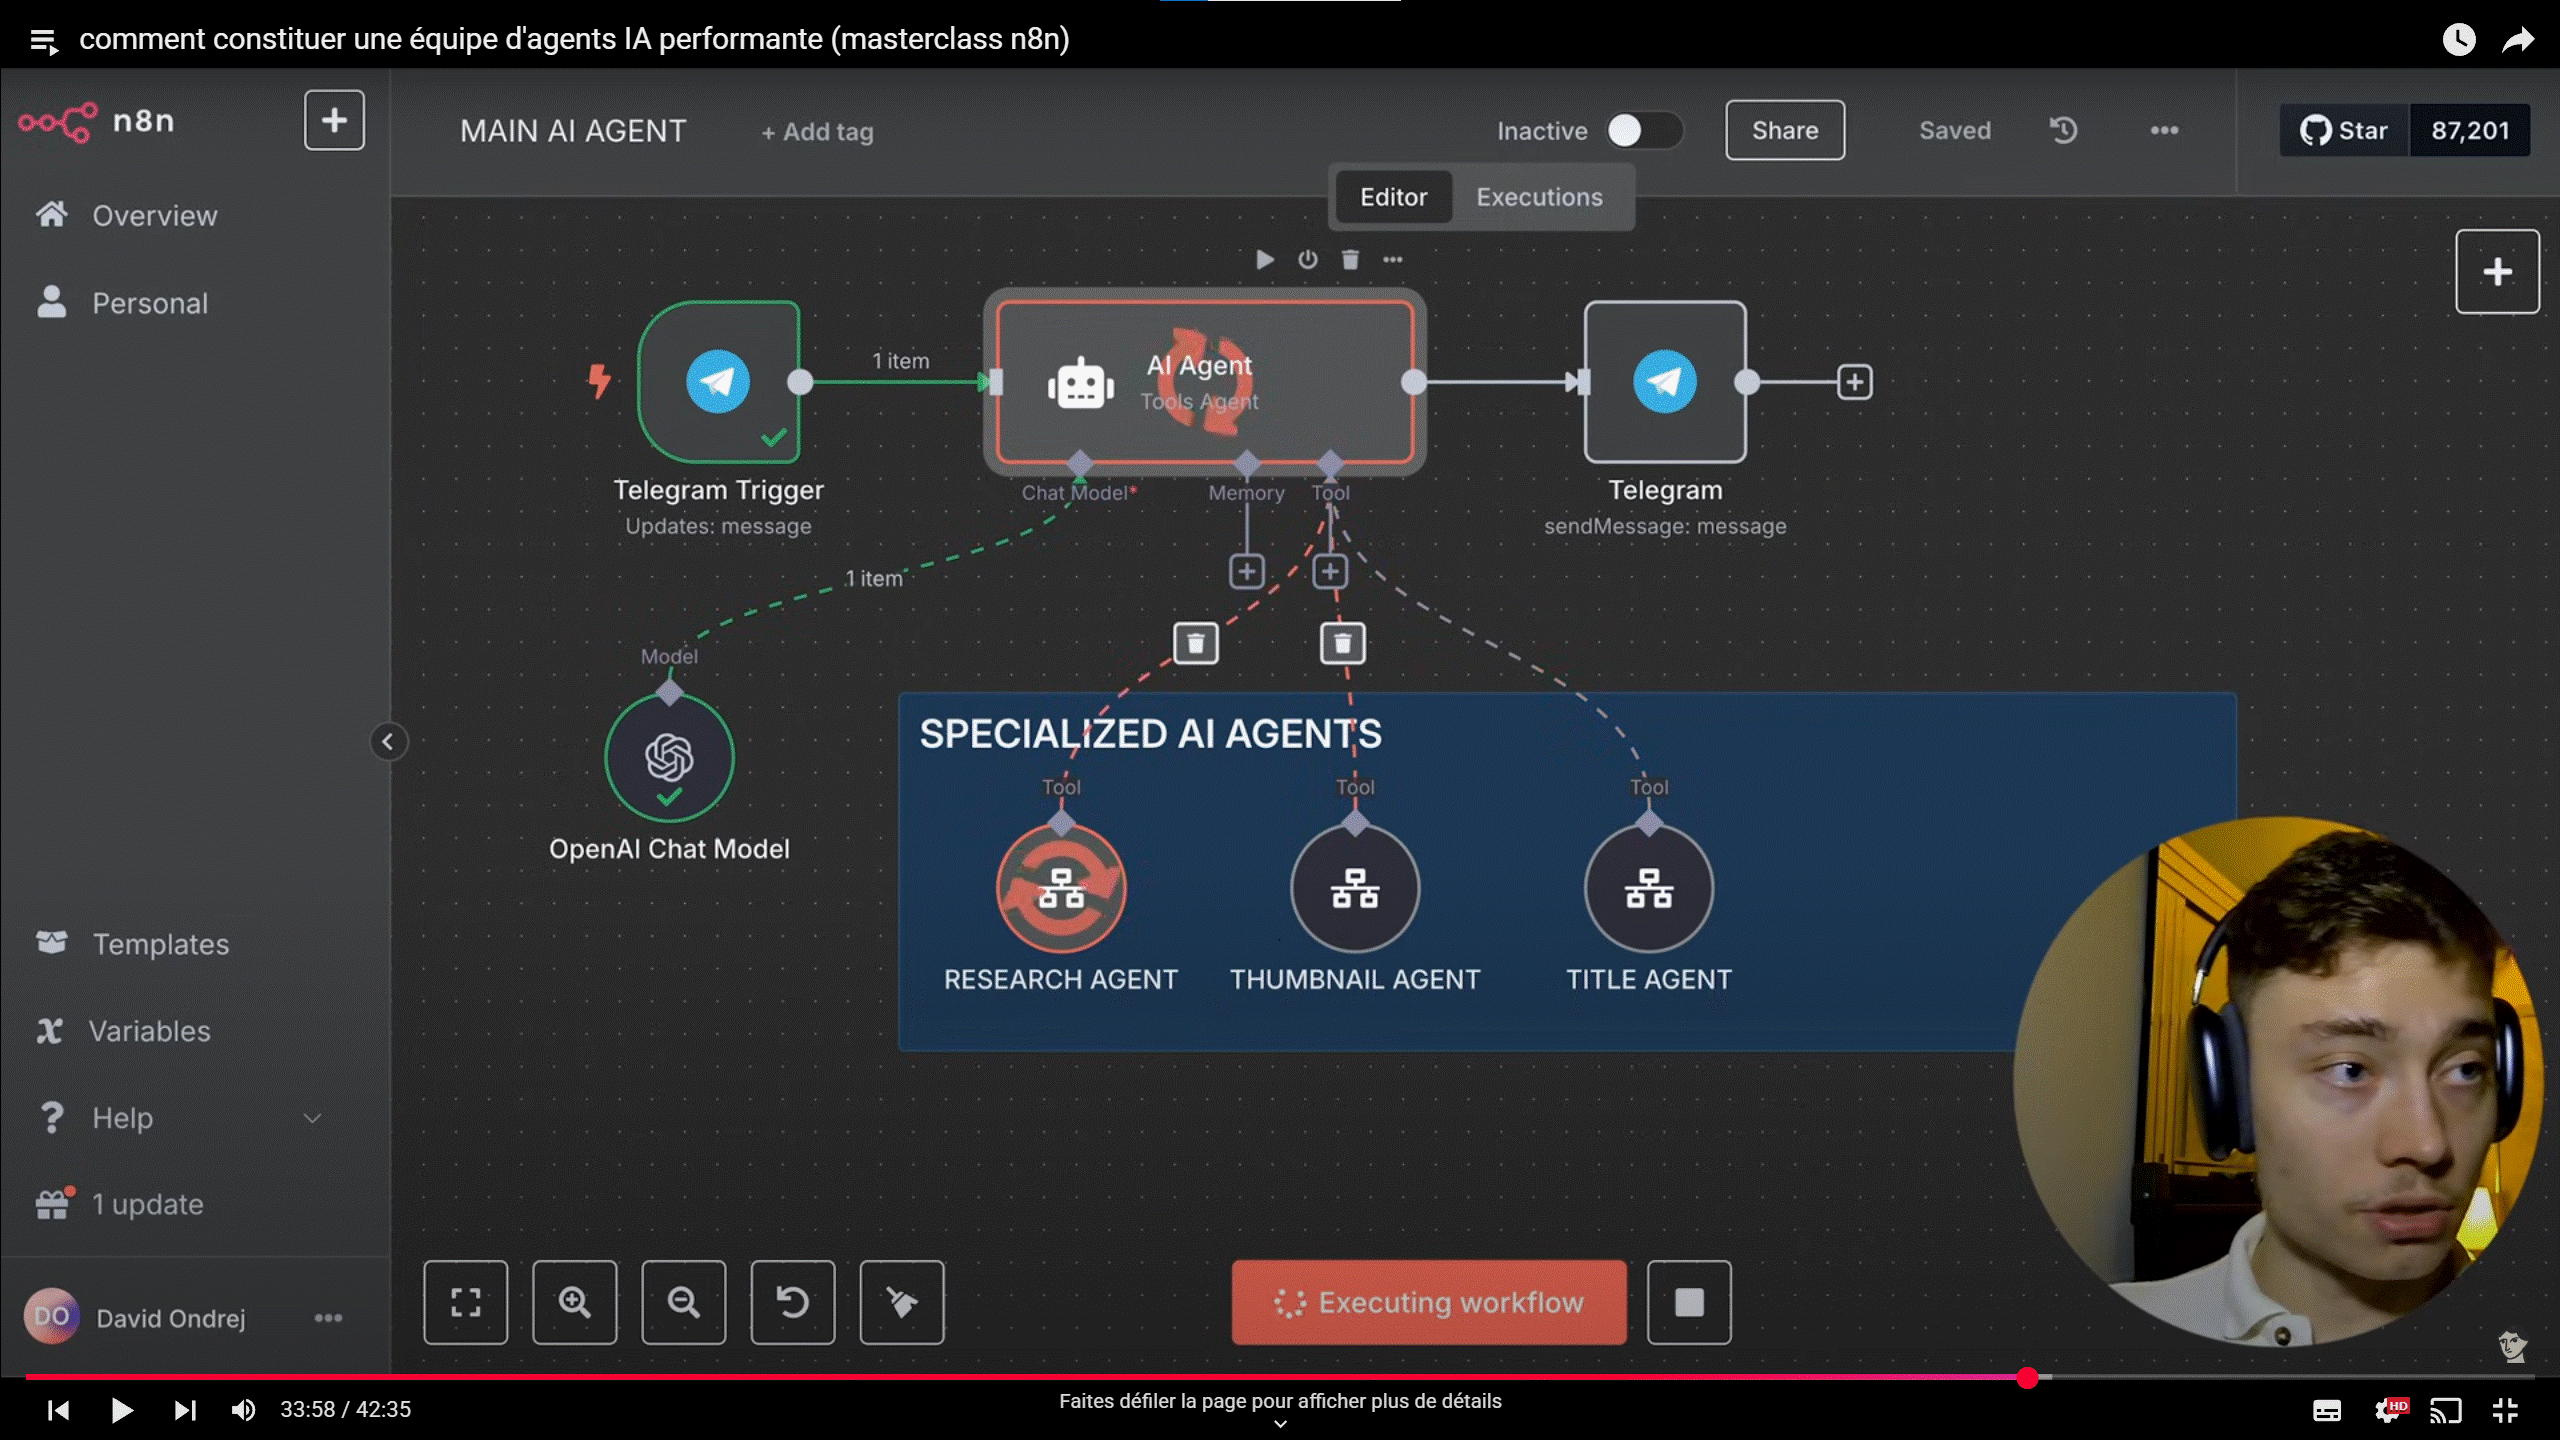 comment constituer une équipe d'agents IA performante (masterclass n8n)
n8n
MAIN AI AGENT
+ Add tag
Inactive
Share
Saved
Star
87,201
Editor
Executions
Overview
Personal
1 item
AI Agent
Tools Agent
Telegram Trigger
Updates: message
Chat Model*
Memory
Tool
Telegram
sendMessage: message
1 item
Model
OpenAI Chat Model
SPECIALIZED AI AGENTS
Tool
Tool
Tool
RESEARCH AGENT
THUMBNAIL AGENT
TITLE AGENT
Templates
Variables
Help
1 update
DO
David Ondrej
Executing workflow
33:58 / 42:35
Faites défiler la page pour afficher plus de détails
HD